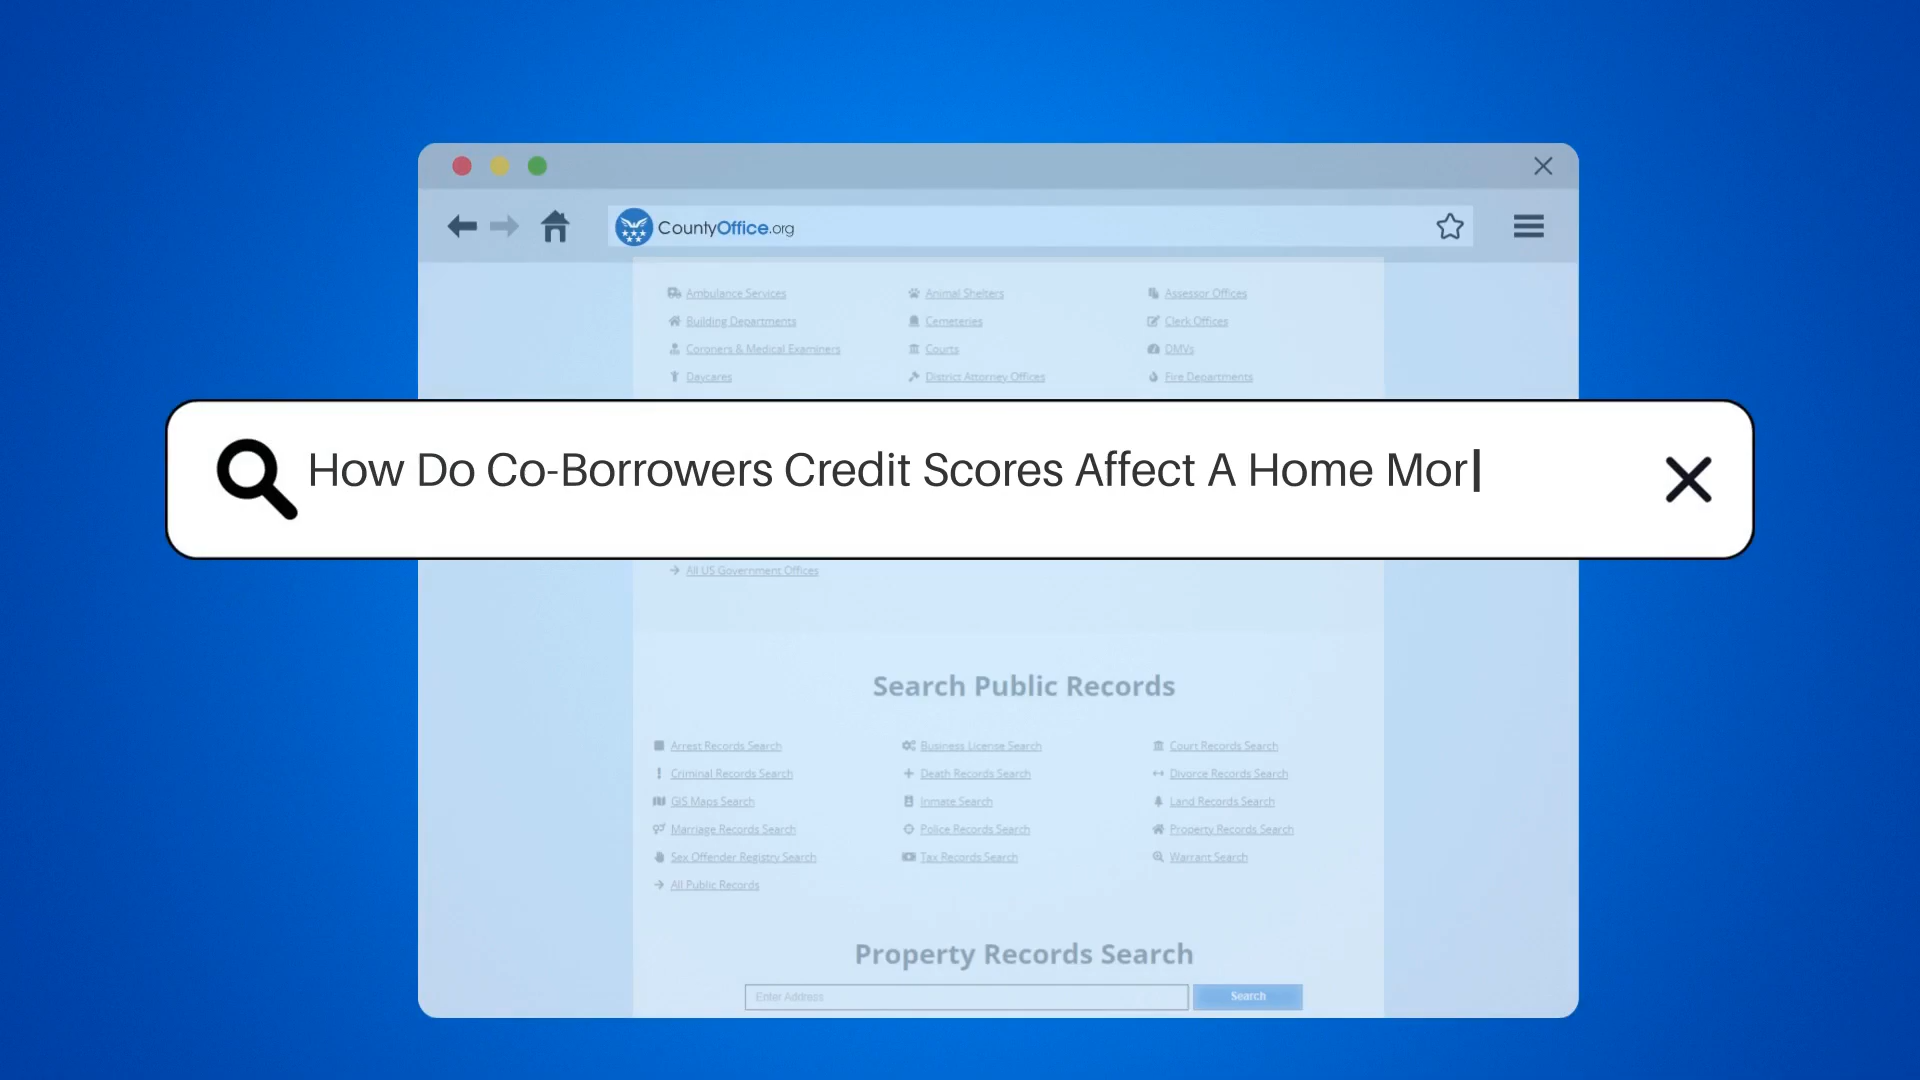 CountyOffice.org
Ambulance Services Animal Shelters Assessor Offices
Building Departments Cemeteries Clerk Offices
Coroners & Medical Examiners Courts DMVs
Daycares District Attorney Offices Fire Departments
How Do Co-Borrowers Credit Scores Affect A Home Mor
All US Government Offices
Search Public Records
Arrest Records Search Business License Search Court Records Search
Criminal Records Search Death Records Search Divorce Records Search
GIS Maps Search Inmate Search Land Records Search
Marriage Records Search Police Records Search Property Records Search
Sex Offender Registry Search Tax Records Search Warrant Search
All Public Records
Property Records Search
Enter Address Search